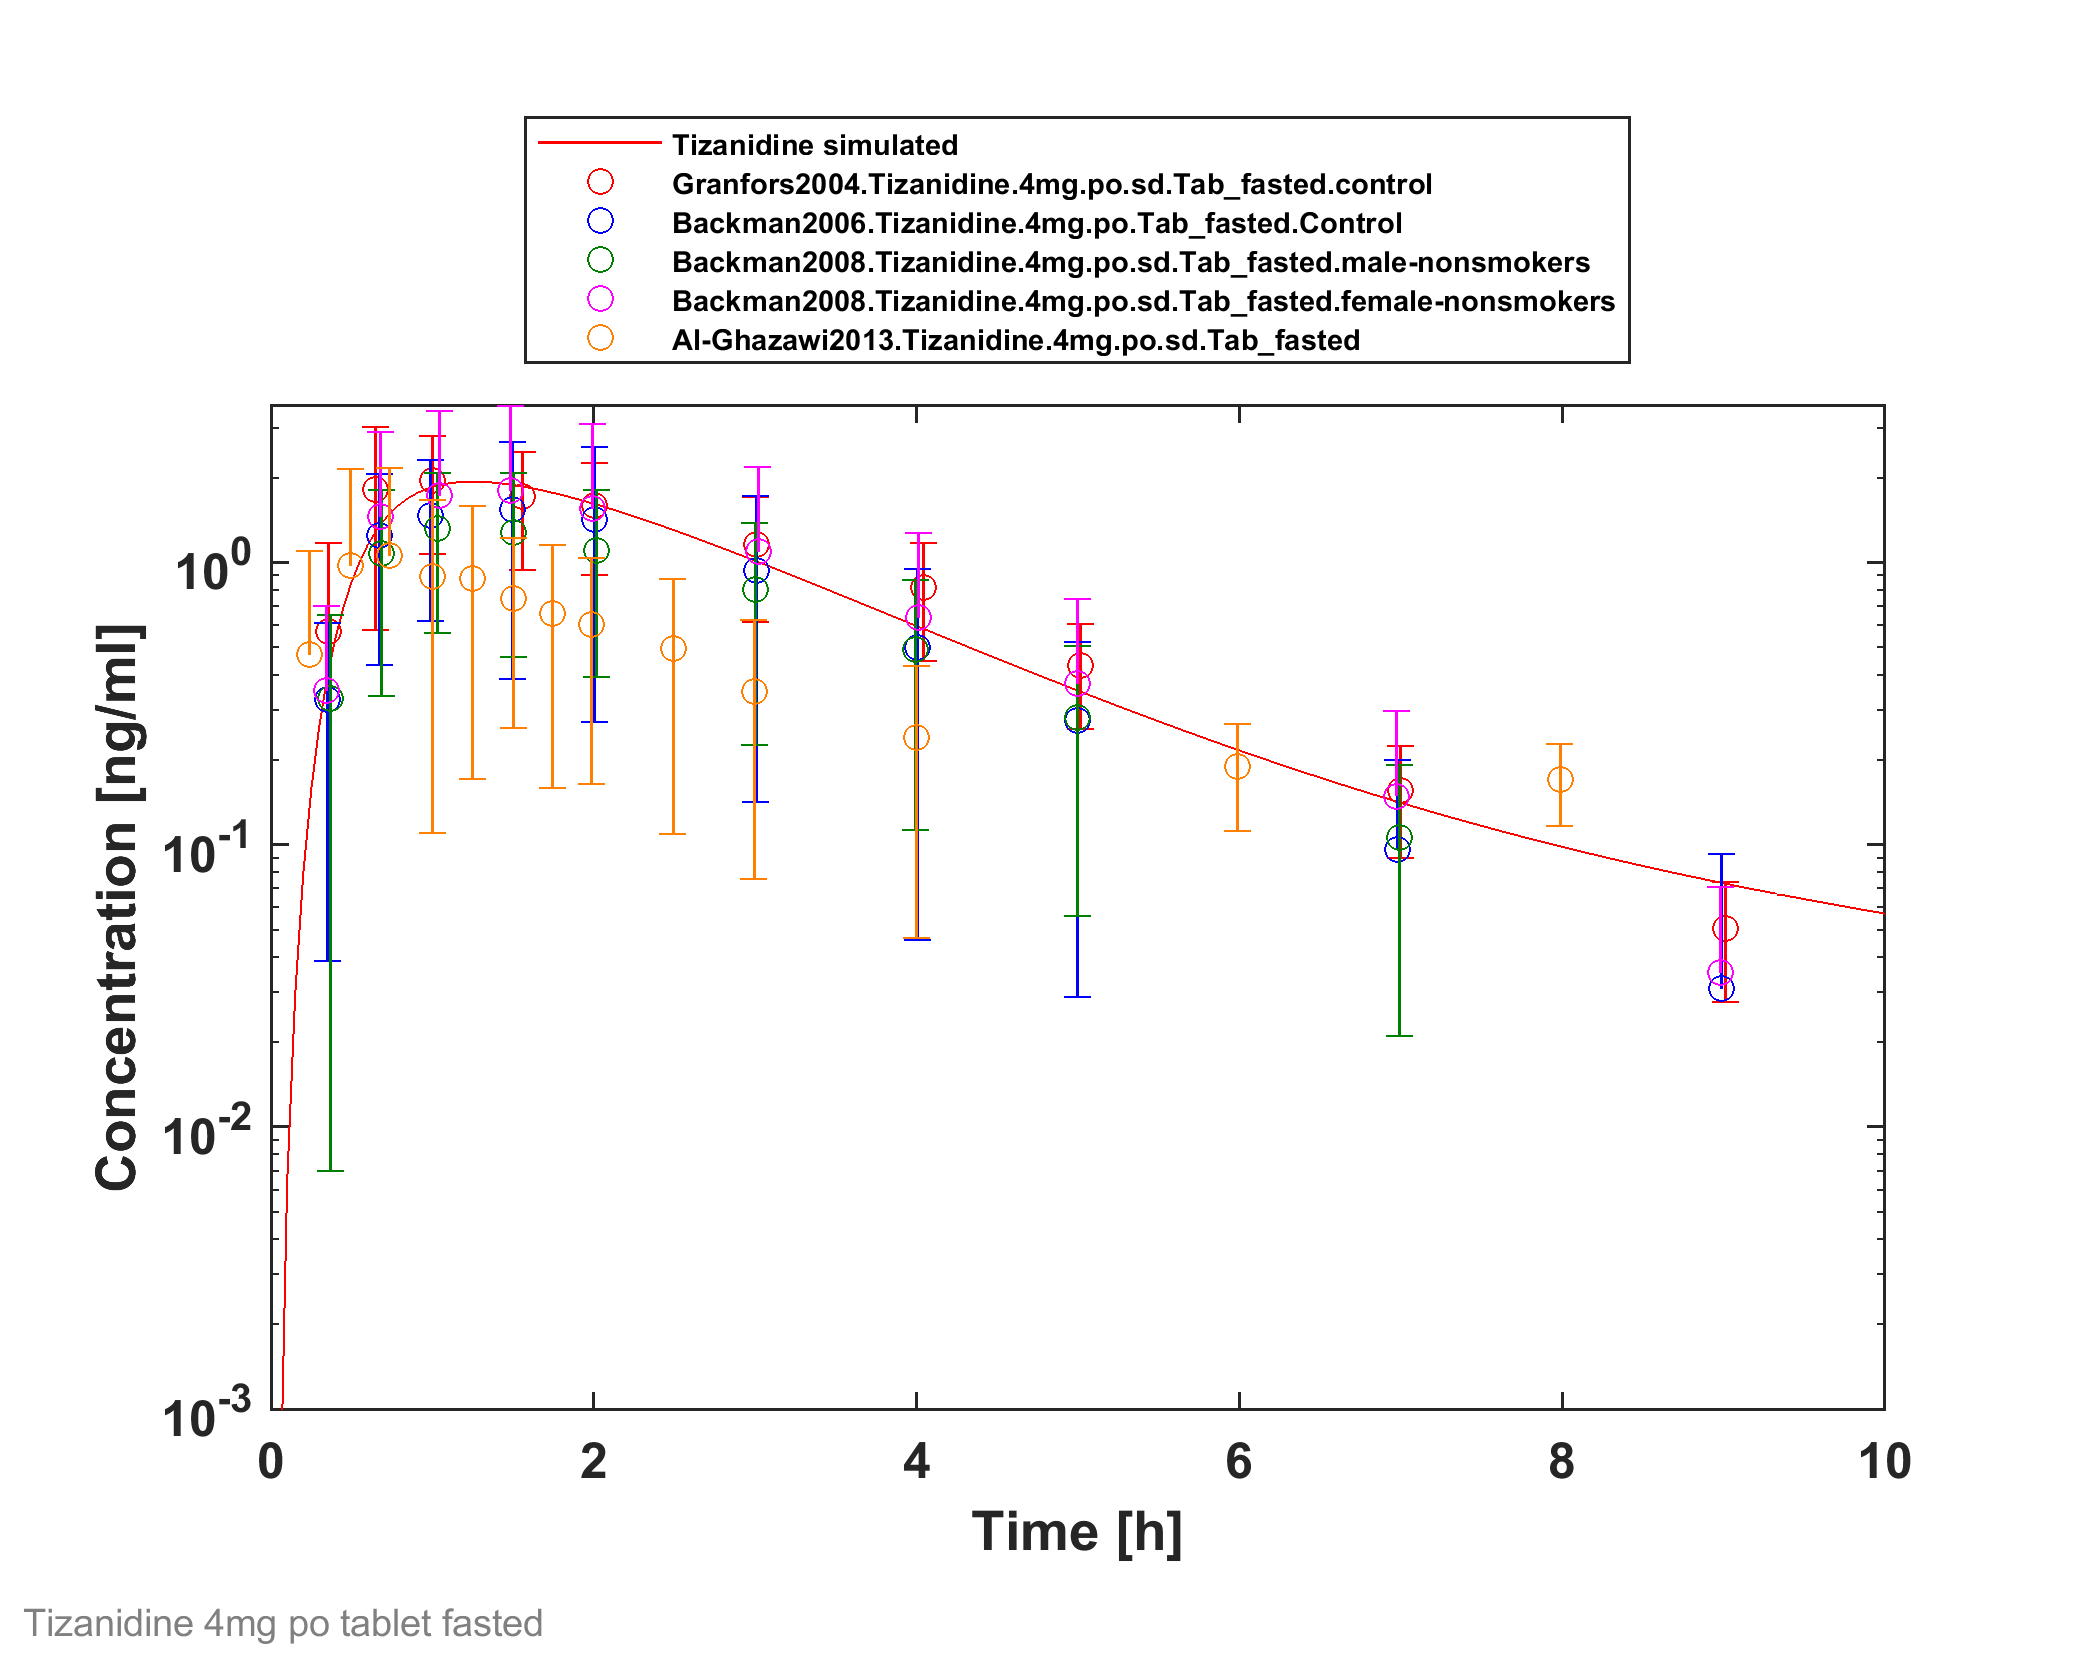 Tizanidine simulated
Granfors2004.Tizanidine.4mg.po.sd.Tab_fasted.control
Backman2006.Tizanidine.4mg.po.Tab_fasted.Control
Backman2008.Tizanidine.4mg.po.sd.Tab_fasted.male-nonsmokers
Backman2008.Tizanidine.4mg.po.sd.Tab_fasted.female-nonsmokers
Al-Ghazawi2013.Tizanidine.4mg.po.sd.Tab_fasted
10^0
10^-1
10^-2
10^-3
Concentration [ng/ml]
0 2 4 6 8 10
Time [h]
Tizanidine 4mg po tablet fasted